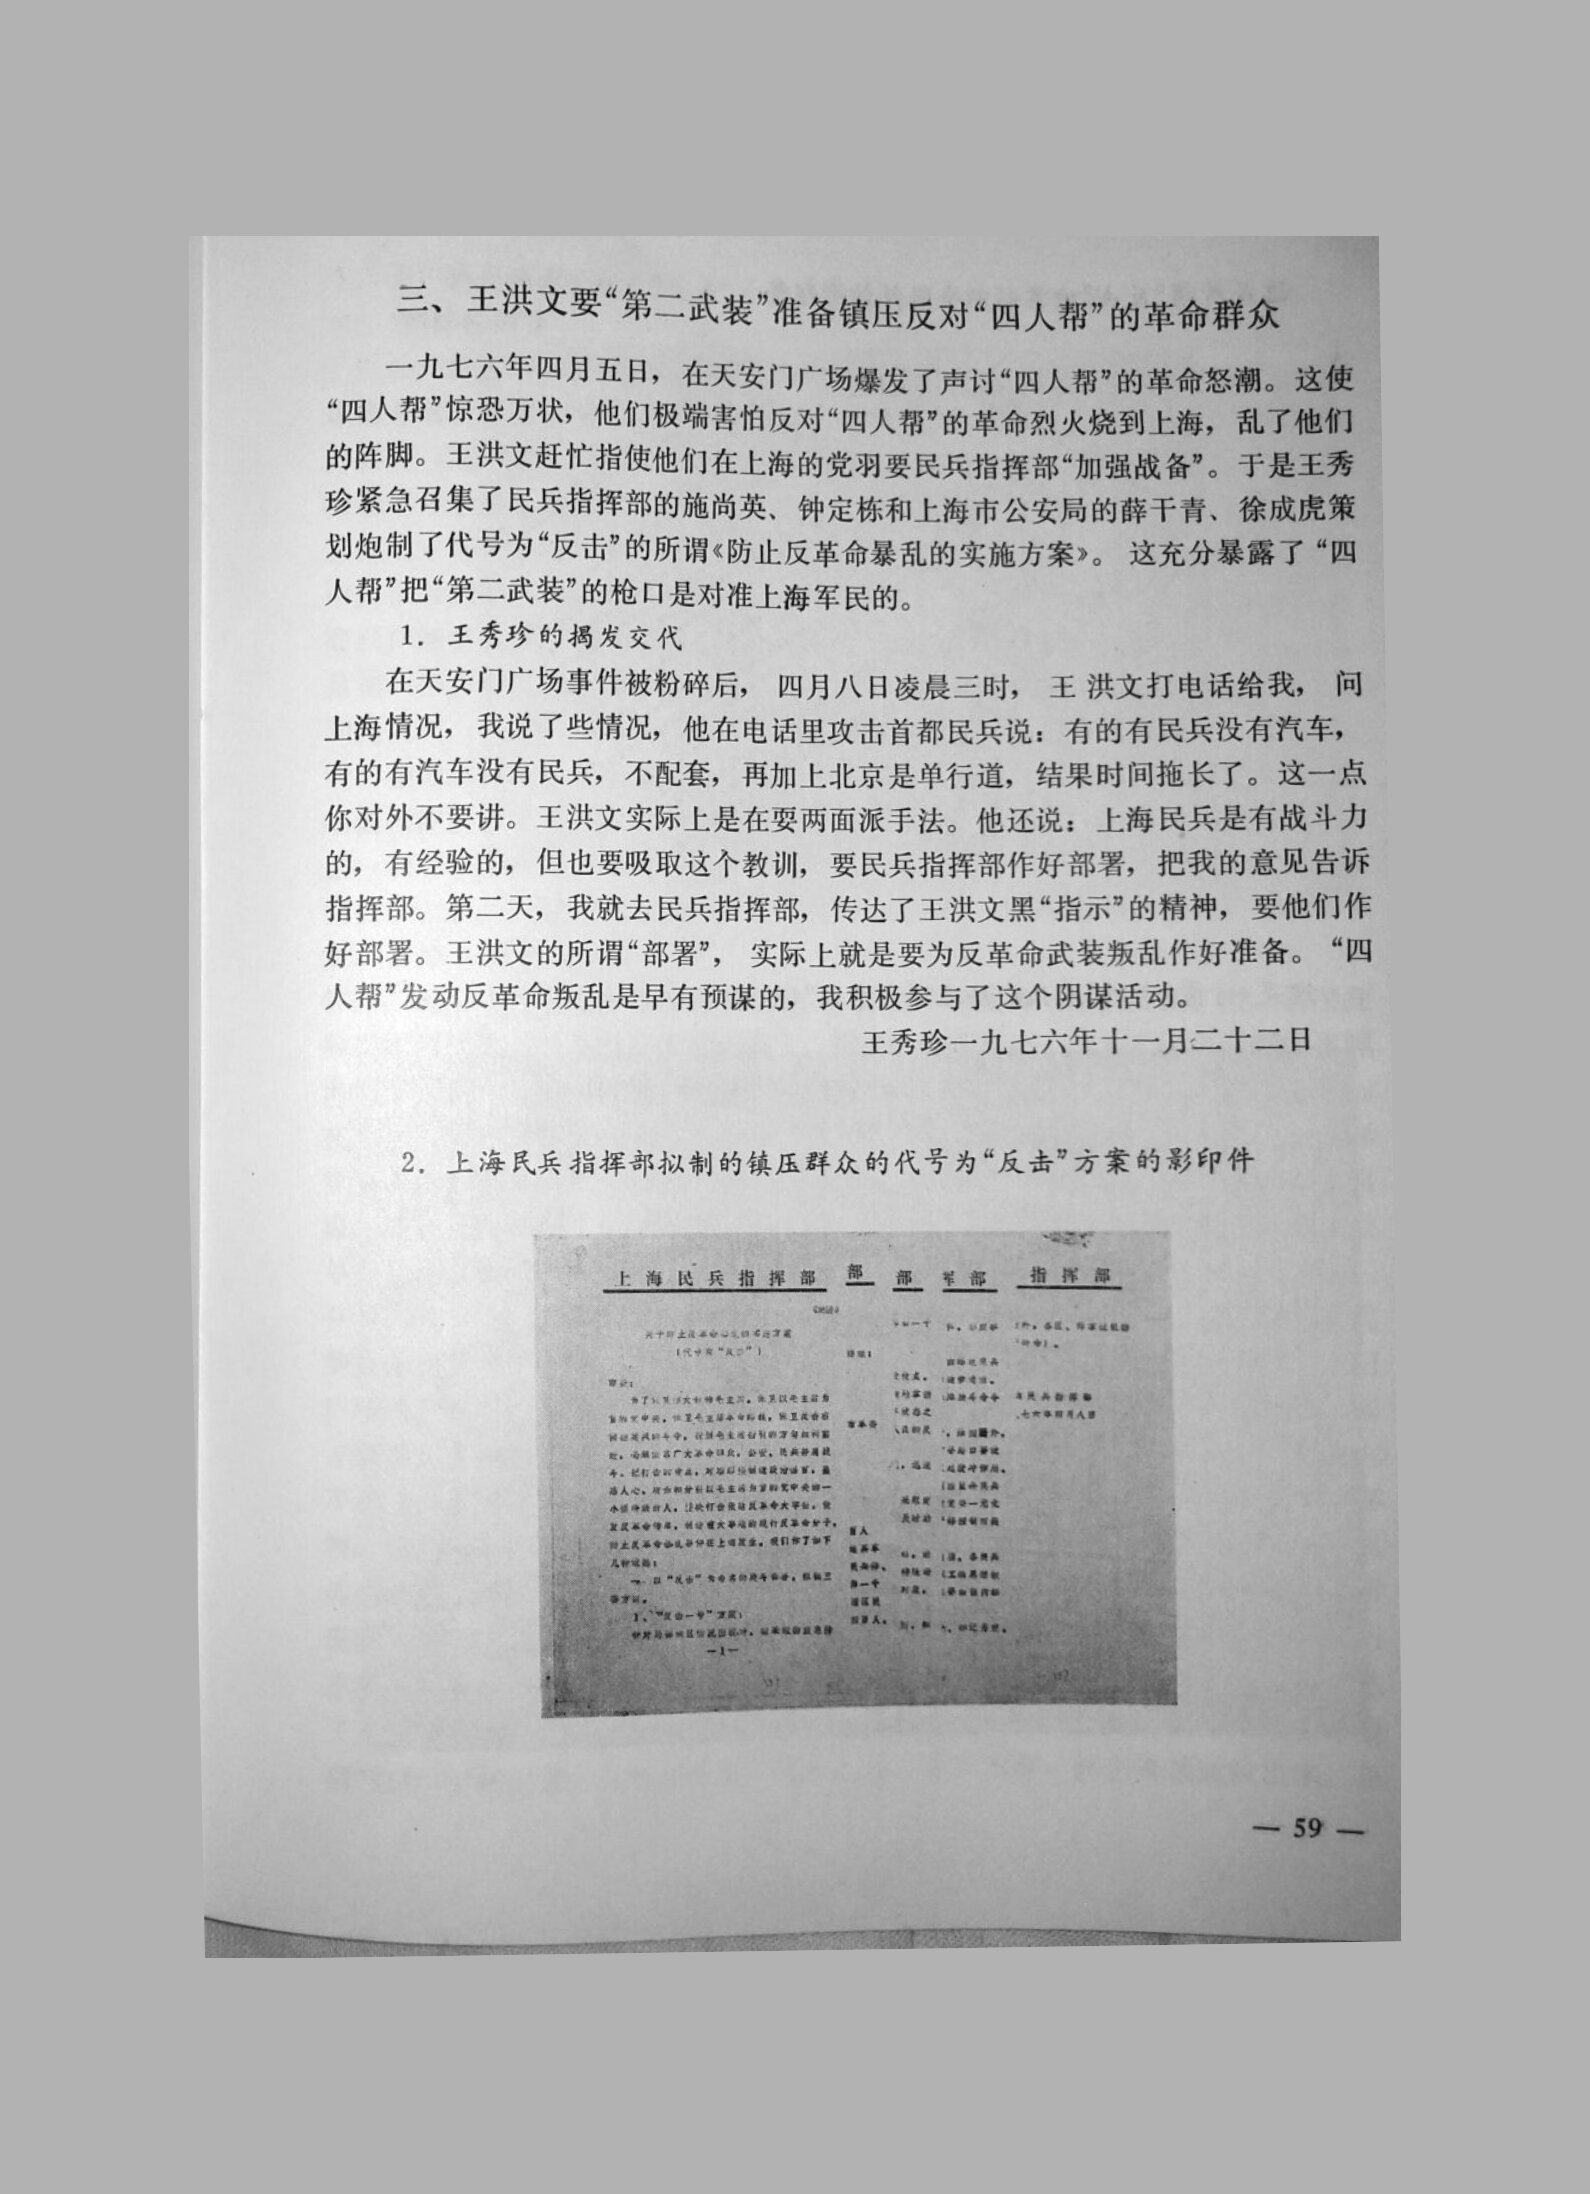 三、王洪文要“第二武装”准备镇压反对“四人帮”的革命群众
一九七六年四月五日，在天安门广场爆发了声讨“四人帮”的革命怒潮。这使
“四人帮”惊恐万状，他们极端害怕反对“四人帮”的革命烈火烧到上海，乱了他们
的阵脚。王洪文赶忙指使他们在上海的党羽要民兵指挥部“加强战备”。于是王秀
珍紧急召集了民兵指挥部的施尚英、钟定栋和上海市公安局的薛干青、徐成虎策
划炮制了代号为“反击”的所谓《防止反革命暴乱的实施方案》。这充分暴露了“四
人帮”把“第二武装”的枪口是对准上海军民的。
1．王秀珍的揭发交代
在天安门广场事件被粉碎后，四月八日凌晨三时，王洪文打电话给我，问
上海情况，我说了些情况，他在电话里攻击首都民兵说：有的有民兵没有汽车，
有的有汽车没有民兵，不配套，再加上北京是单行道，结果时间拖长了。这一点
你对外不要讲。王洪文实际上是在耍两面派手法。他还说：上海民兵是有战斗力
的，有经验的，但也要吸取这个教训，要民兵指挥部作好部署，把我的意见告诉
指挥部。第二天，我就去民兵指挥部，传达了王洪文黑“指示”的精神，要他们作
好部署。王洪文的所谓“部署”，实际上就是要为反革命武装叛乱作好准备。“四
人帮”发动反革命叛乱是早有预谋的，我积极参与了这个阴谋活动。
王秀珍一九七六年十一月二十二日
2．上海民兵指挥部拟制的镇压群众的代号为“反击”方案的影印件
上海民兵指挥部 部 部 军部 指挥部
—1—
— 59 —